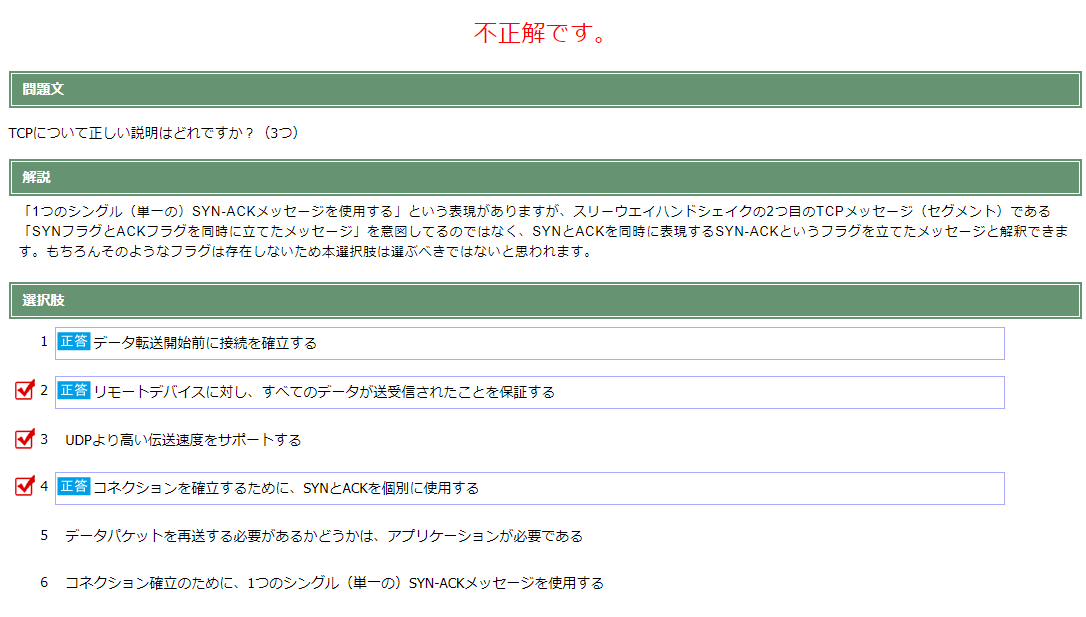 不正解です。
問題文
TCPについて正しい説明はどれですか？（3つ）
解説
「1つのシングル（単一の）SYN-ACKメッセージを使用する」という表現がありますが、スリーウエイハンドシェイクの2つ目のTCPメッセージ（セグメント）である
「SYNフラグとACKフラグを同時に立てたメッセージ」を意図してるのではなく、SYNとACKを同時に表現するSYN-ACKというフラグを立てたメッセージと解釈できま
す。もちろんそのようなフラグは存在しないため本選択肢は選ぶべきではないと思われます。
選択肢
1 正答 データ転送開始前に接続を確立する
2 正答 リモートデバイスに対し、すべてのデータが送受信されたことを保証する
3 UDPより高い伝送速度をサポートする
4 正答 コネクションを確立するために、SYNとACKを個別に使用する
5 データパケットを再送する必要があるかどうかは、アプリケーションが必要である
6 コネクション確立のために、1つのシングル（単一の）SYN-ACKメッセージを使用する